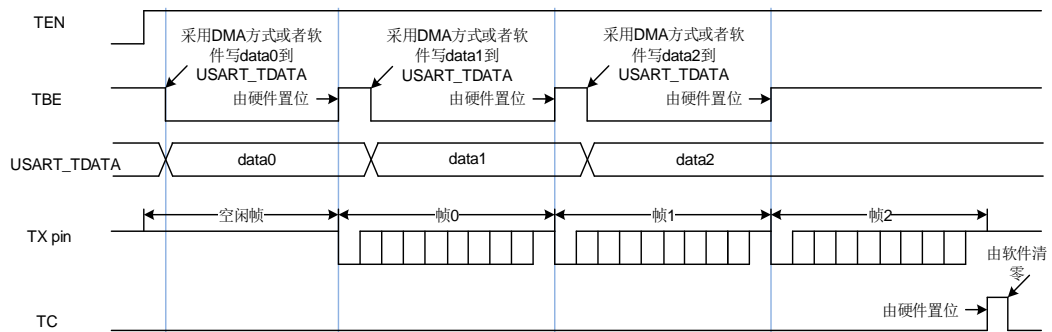 TEN
采用DMA方式或者软
件写data0到
USART_TDATA
采用DMA方式或者软
件写data1到
USART_TDATA
采用DMA方式或者软
件写data2到
USART_TDATA
TBE
由硬件置位
由硬件置位
由硬件置位
USART_TDATA
data0
data1
data2
空闲帧
帧0
帧1
帧2
TX pin
由软件清
零
由硬件置位
TC